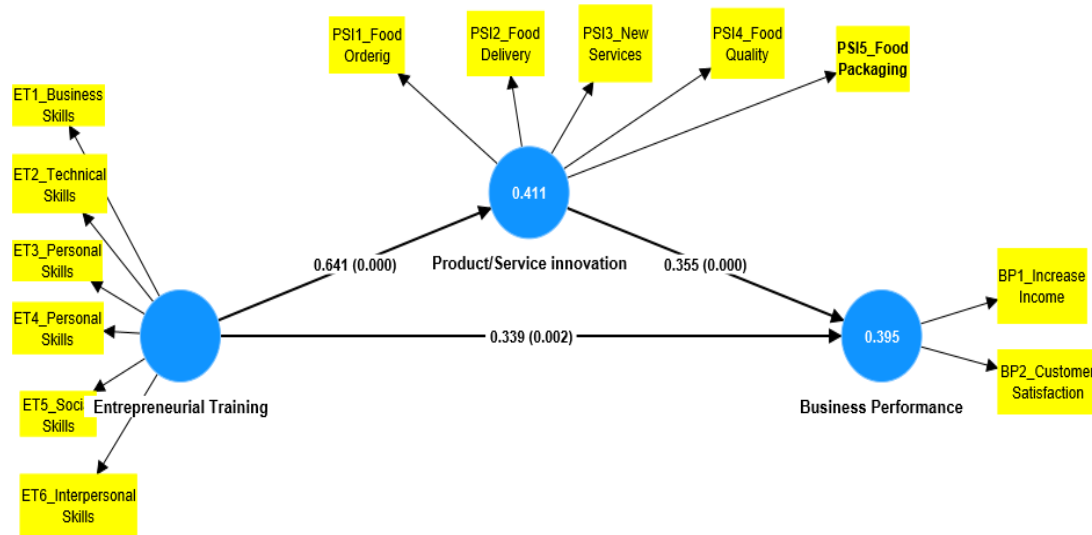 PSI1_Food
Orderig
PSI2_Food
Delivery
PSI3_New
Services
PSI4_Food
Quality
PSI5_Food
Packaging
ET1_Business
Skills
ET2_Technical
Skills
ET3_Personal
Skills
ET4_Personal
Skills
ET5_Socia
Skills
ET6_Interpersonal
Skills
Entrepreneurial Training
0.411
Product/Service innovation
0.641 (0.000)
0.355 (0.000)
0.339 (0.002)
0.395
Business Performance
BP1_Increase
Income
BP2_Customer
Satisfaction